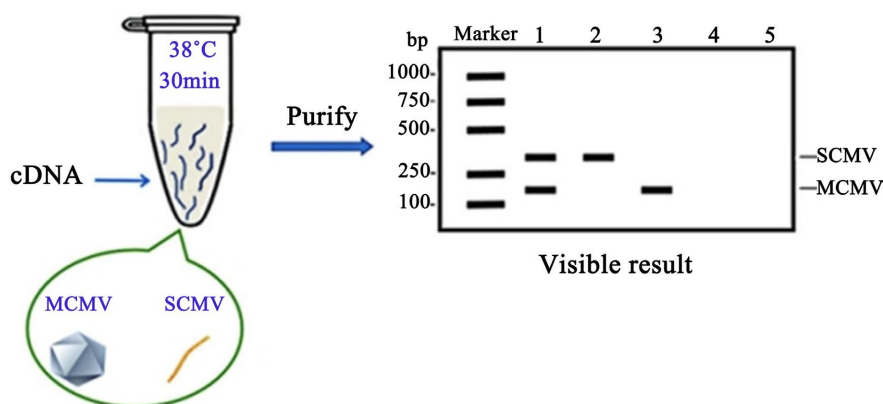 38°C
30min
cDNA
Purify
MCMV SCMV
bp Marker 1 2 3 4 5
1000
750
500
250
100
SCMV
MCMV
Visible result